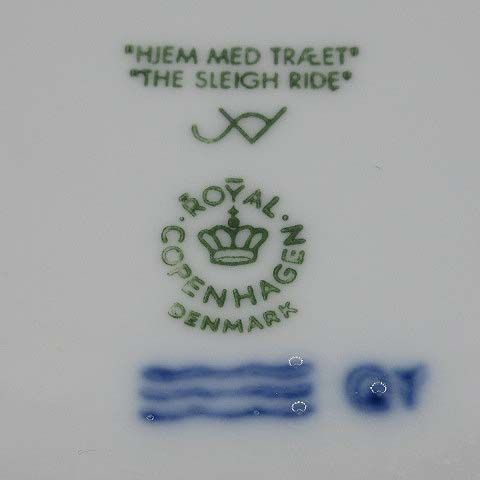 "HJEM MED TRÆET"
"THE SLEIGH RIDE"
ROYAL
COPENHAGEN
DENMARK